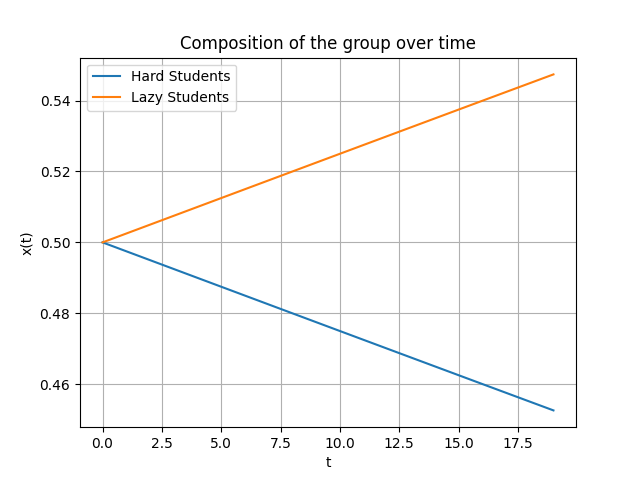 Composition of the group over time
Hard Students
Lazy Students
0.54
0.52
0.50
0.48
0.46
x(t)
0.0 2.5 5.0 7.5 10.0 12.5 15.0 17.5
t